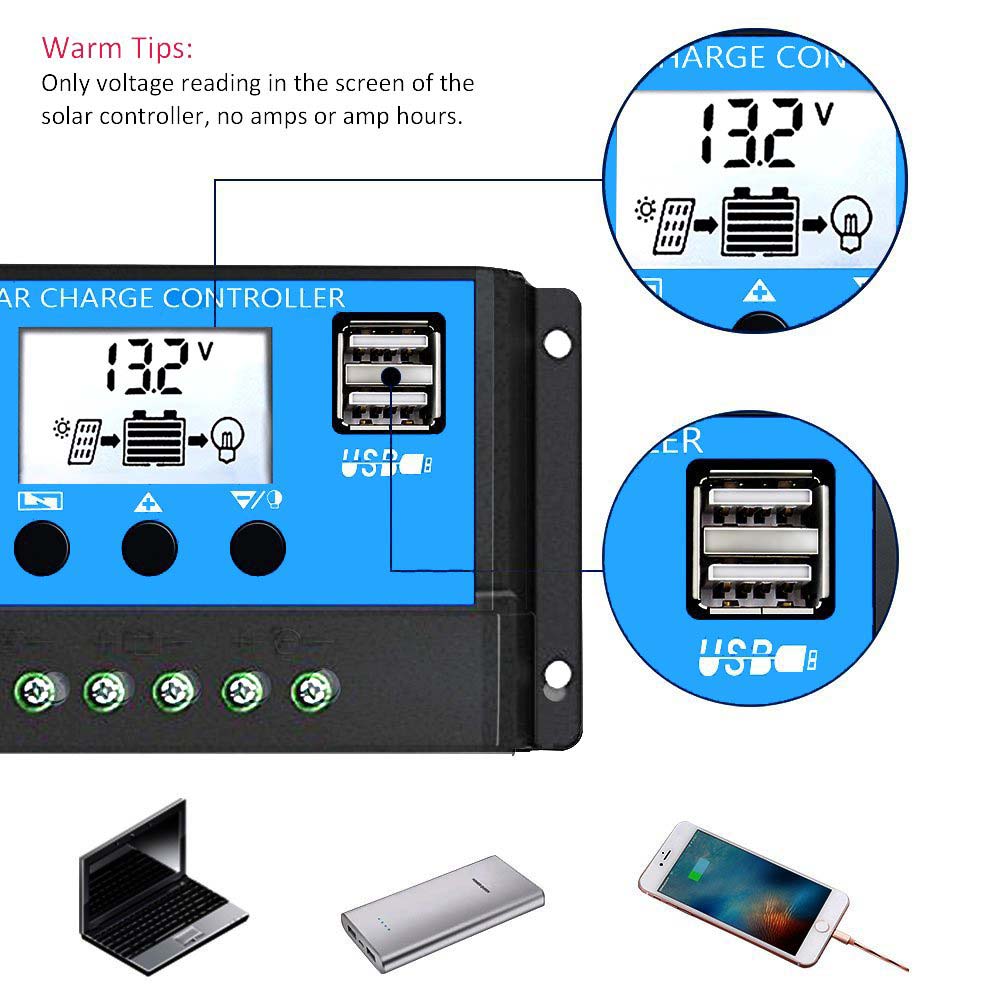 Warm Tips:
Only voltage reading in the screen of the
solar controller, no amps or amp hours.
HARGE CON
13.2 V
AR CHARGE CONTROLLER
13.2 V
USB
LER
USB